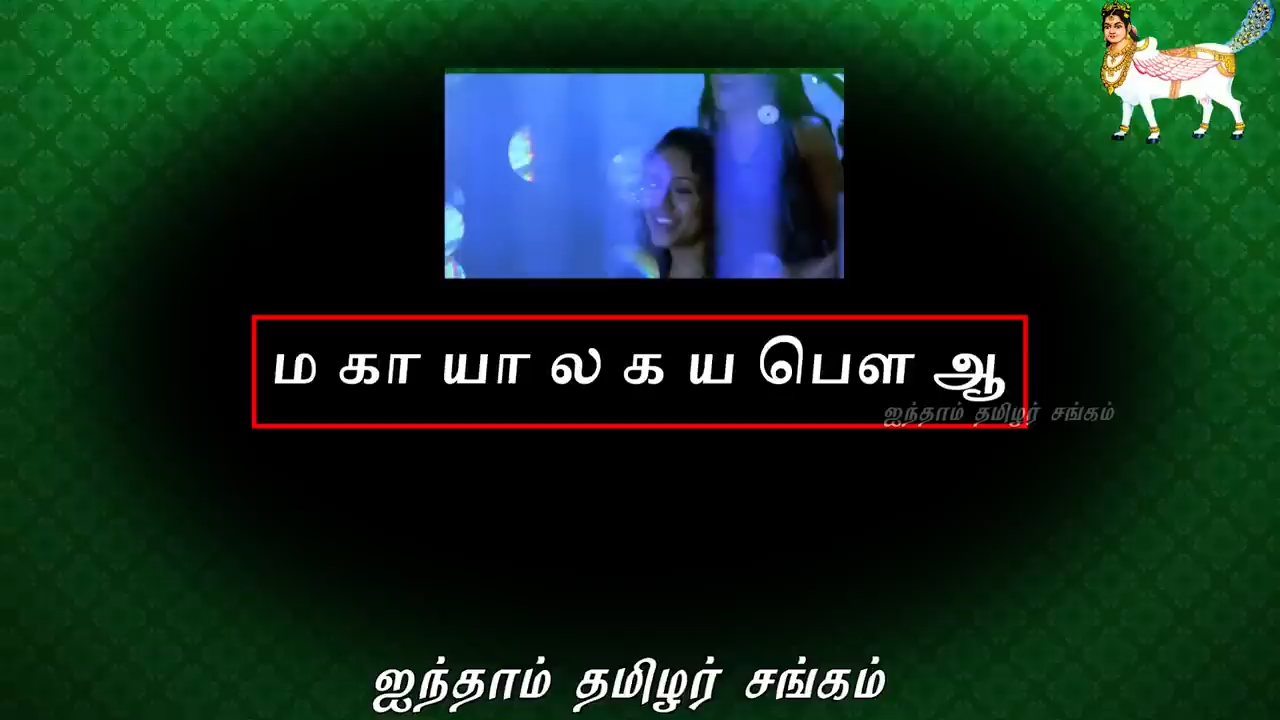 ம கா யா ல க ய பௌ ஆ
ஐந்தாம் தமிழர் சங்கம்
ஐந்தாம் தமிழர் சங்கம்